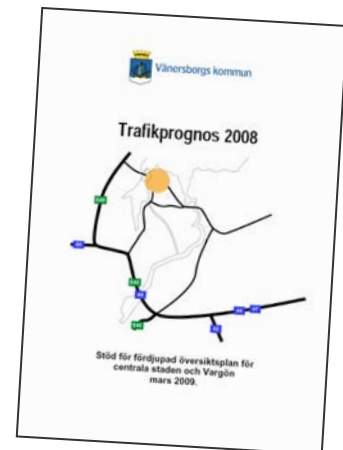 Vänersborgs kommun
Trafikprognos 2008
Stöd för fördjupad översiktsplan för
centrala staden och Vargön
mars 2009.